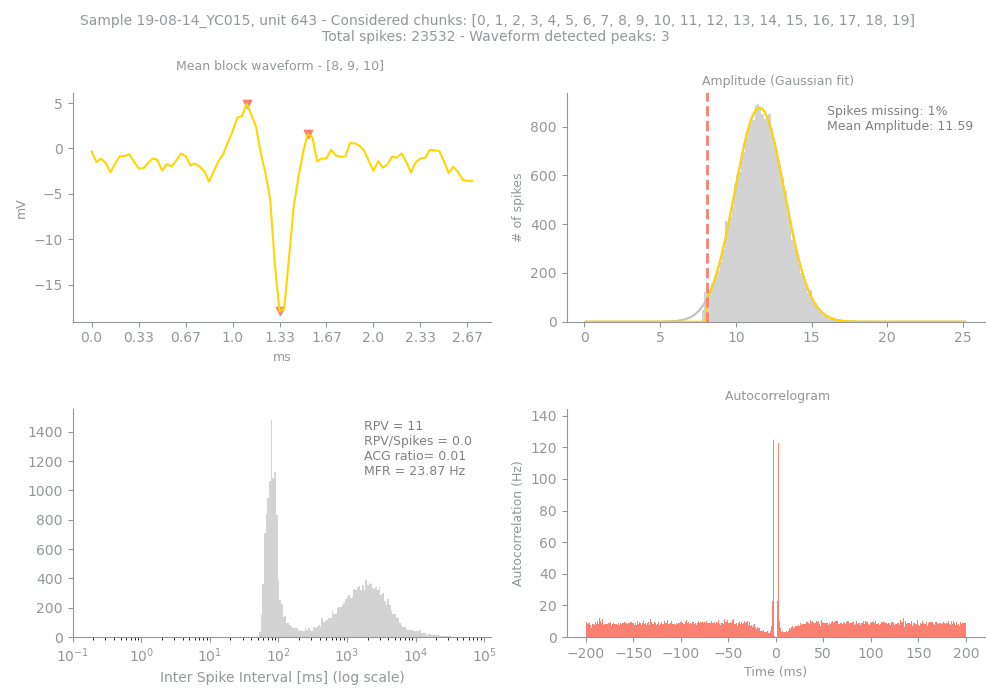 Sample 19-08-14_YC015, unit 643 - Considered chunks: [0, 1, 2, 3, 4, 5, 6, 7, 8, 9, 10, 11, 12, 13, 14, 15, 16, 17, 18, 19]
Total spikes: 23532 - Waveform detected peaks: 3
Mean block waveform - [8, 9, 10]
5
0
−5
−10
−15
mV
0.0 0.33 0.67 1.0 1.33 1.67 2.0 2.33 2.67
ms
Amplitude (Gaussian fit)
Spikes missing: 1%
Mean Amplitude: 11.59
800
600
400
200
0
# of spikes
0 5 10 15 20 25
RPV = 11
RPV/Spikes = 0.0
ACG ratio= 0.01
MFR = 23.87 Hz
1400
1200
1000
800
600
400
200
0
10⁻¹ 10⁰ 10¹ 10² 10³ 10⁴ 10⁵
Inter Spike Interval [ms] (log scale)
Autocorrelogram
140
120
100
80
60
40
20
0
Autocorrelation (Hz)
−200 −150 −100 −50 0 50 100 150 200
Time (ms)